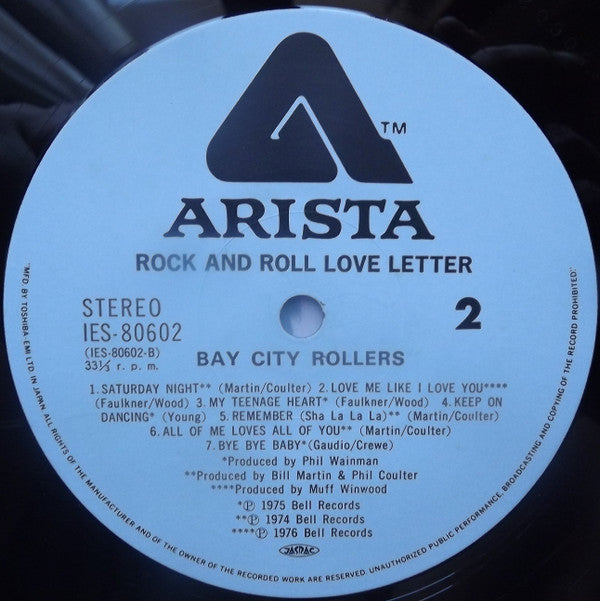 TM
ARISTA
ROCK AND ROLL LOVE LETTER
STEREO
IES-80602
(IES-80602-B)
33⅓ r. p. m.
2
BAY CITY ROLLERS
1. SATURDAY NIGHT** (Martin/Coulter) 2. LOVE ME LIKE I LOVE YOU****
(Faulkner/Wood) 3. MY TEENAGE HEART* (Faulkner/Wood) 4. KEEP ON
DANCING* (Young) 5. REMEMBER (Sha La La La)** (Martin/Coulter)
6. ALL OF ME LOVES ALL OF YOU** (Martin/Coulter)
7. BYE BYE BABY*(Gaudio/Crewe)
*Produced by Phil Wainman
**Produced by Bill Martin & Phil Coulter
****Produced by Muff Winwood
*Ⓟ 1975 Bell Records
**Ⓟ 1974 Bell Records
****Ⓟ 1976 Bell Records
JASRAC
"MFD. BY TOSHIBA EMI LTD. IN JAPAN. ALL RIGHTS OF THE MANUFACTURER AND OF THE OWNER OF THE RECORDED WORK ARE RESERVED. UNAUTHORIZED PUBLIC PERFORMANCE, BROADCASTING AND COPYING OF THE RECORD PROHIBITED."